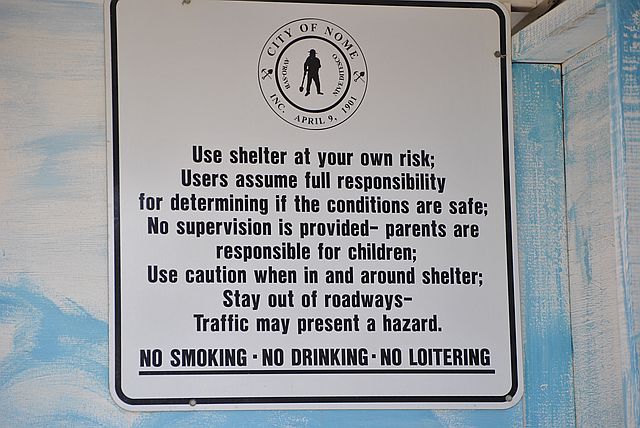 CITY OF NOME
INC. APRIL 9, 1901
Use shelter at your own risk;
Users assume full responsibility
for determining if the conditions are safe;
No supervision is provided- parents are
responsible for children;
Use caution when in and around shelter;
Stay out of roadways-
Traffic may present a hazard.
NO SMOKING · NO DRINKING · NO LOITERING